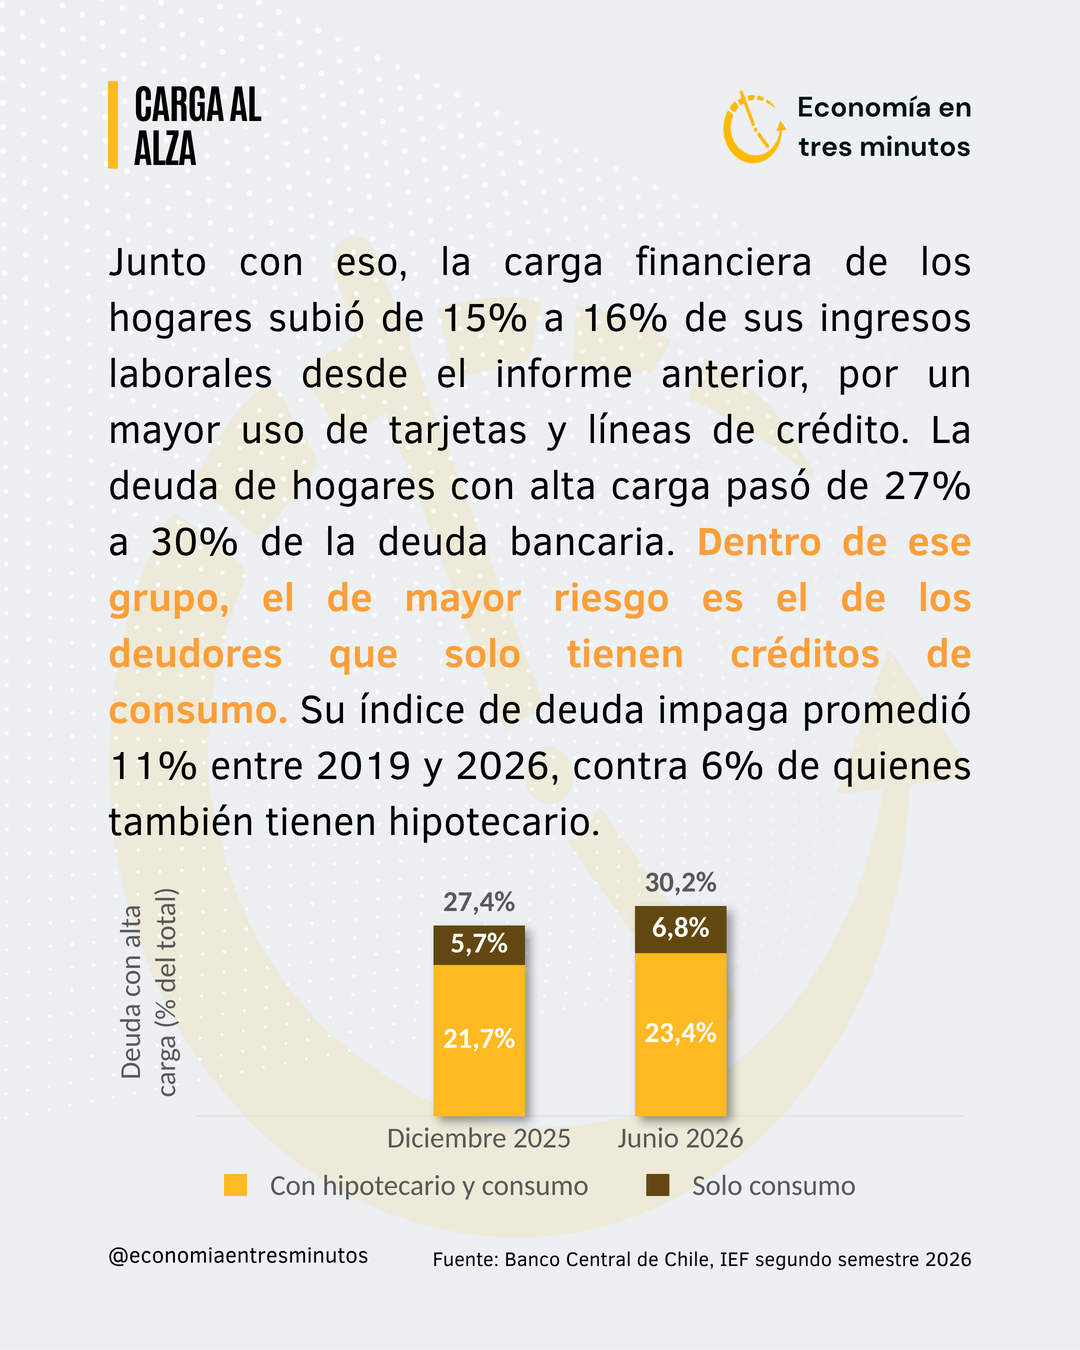 CARGA AL
ALZA
Economía en
tres minutos
Junto con eso, la carga financiera de los
hogares subió de 15% a 16% de sus ingresos
laborales desde el informe anterior, por un
mayor uso de tarjetas y líneas de crédito. La
deuda de hogares con alta carga pasó de 27%
a 30% de la deuda bancaria. Dentro de ese
grupo, el de mayor riesgo es el de los
deudores que solo tienen créditos de
consumo. Su índice de deuda impaga promedió
11% entre 2019 y 2026, contra 6% de quienes
también tienen hipotecario.
Deuda con alta
carga (% del total)
27,4%
5,7%
21,7%
30,2%
6,8%
23,4%
Diciembre 2025
Junio 2026
Con hipotecario y consumo
Solo consumo
@economiaentresminutos
Fuente: Banco Central de Chile, IEF segundo semestre 2026